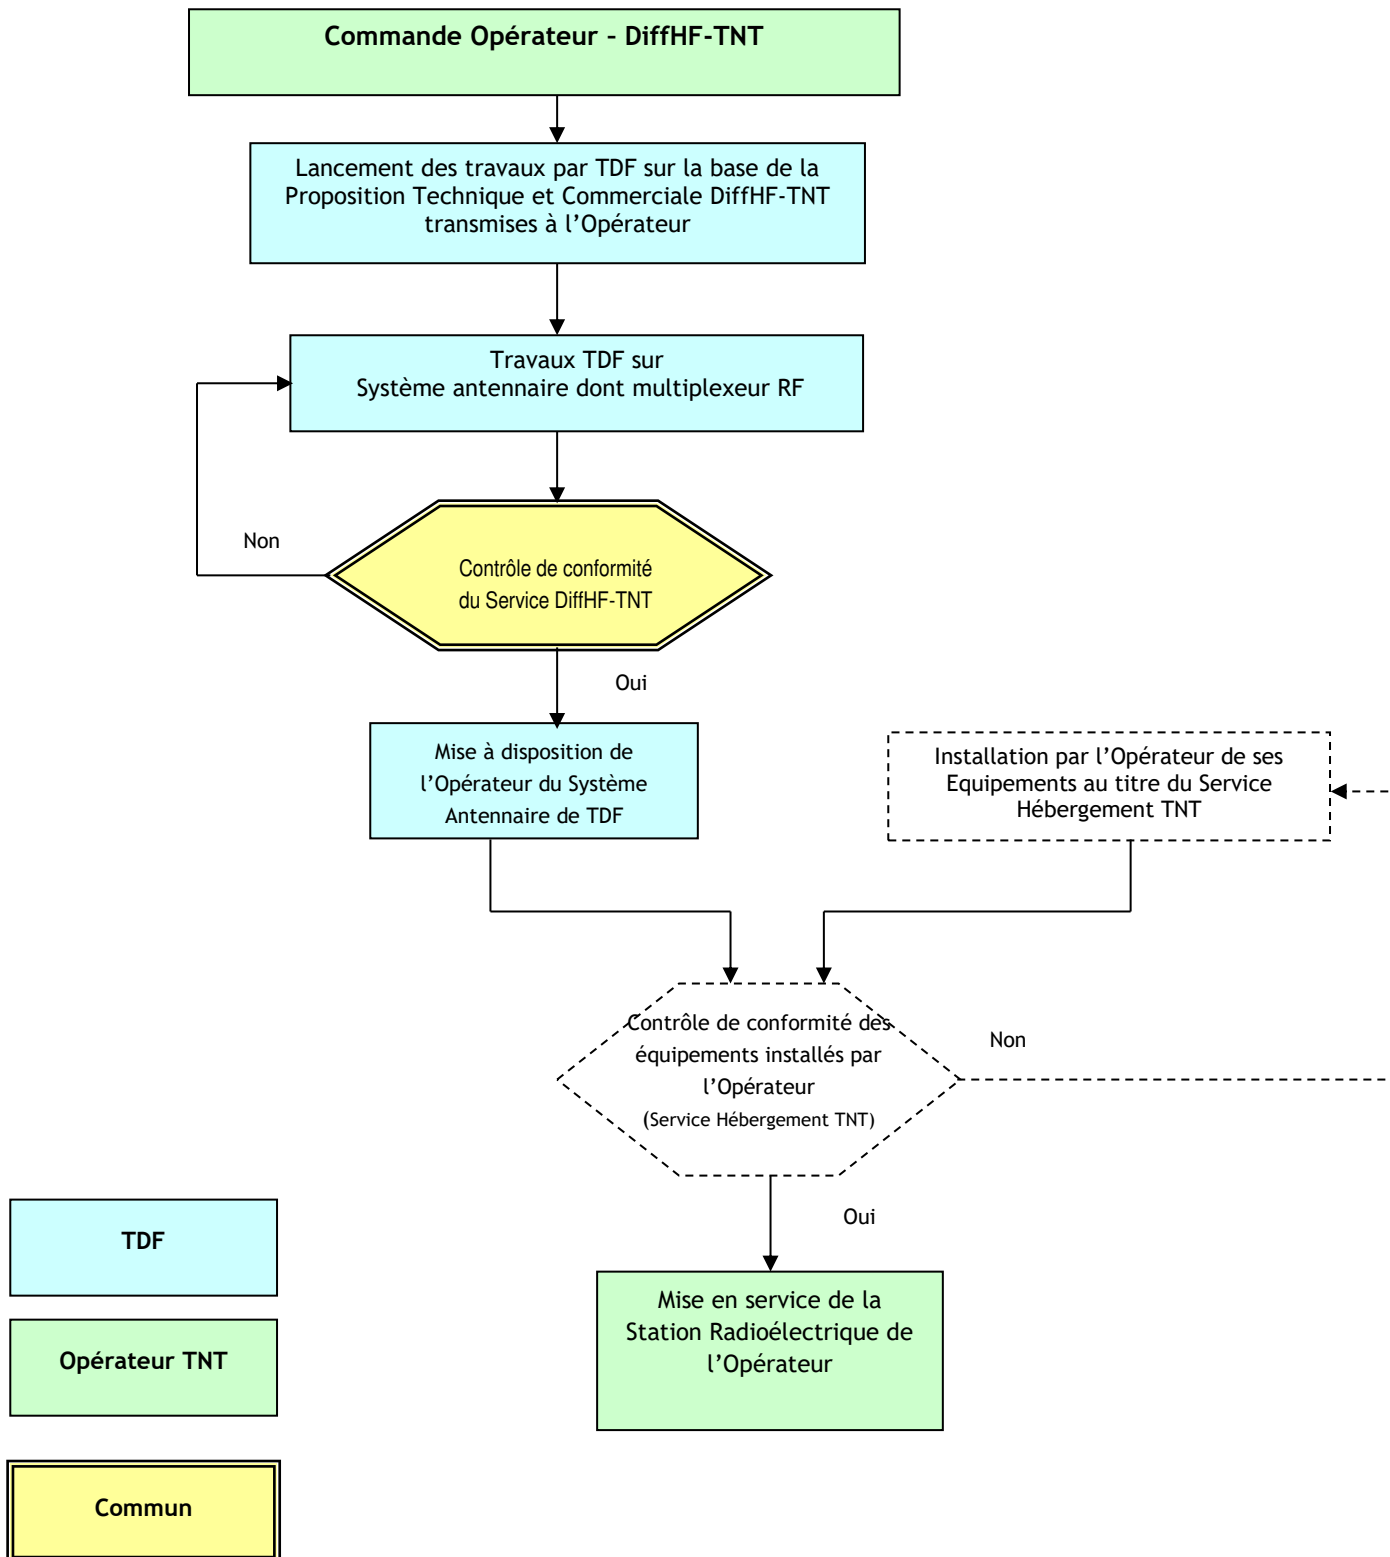 Commande Opérateur – DiffHF-TNT
Lancement des travaux par TDF sur la base de la
Proposition Technique et Commerciale DiffHF-TNT
transmises à l’Opérateur
Travaux TDF sur
Système antennaire dont multiplexeur RF
Non
Contrôle de conformité
du Service DiffHF-TNT
Oui
Mise à disposition de
l’Opérateur du Système
Antennaire de TDF
Installation par l’Opérateur de ses
Equipements au titre du Service
Hébergement TNT
Contrôle de conformité des
équipements installés par
l’Opérateur
(Service Hébergement TNT)
Non
Oui
Mise en service de la
Station Radioélectrique de
l’Opérateur
TDF
Opérateur TNT
Commun